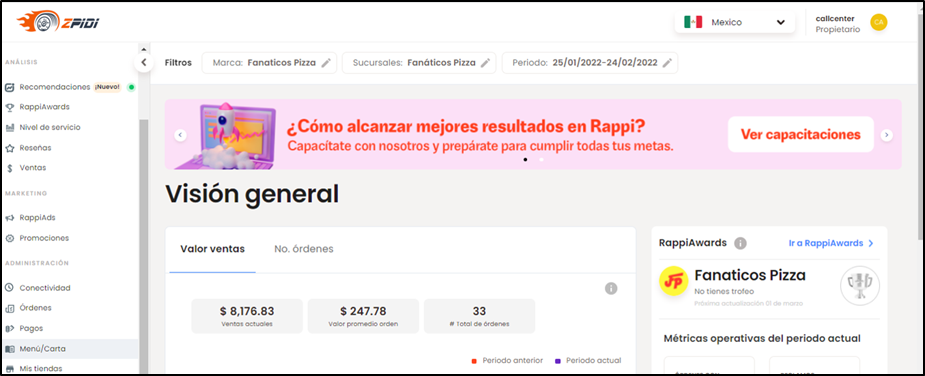 ZPIDI
Mexico
callcenter
Propietario
CA
ANÁLISIS
Recomendaciones ¡Nuevo!
RappiAwards
Nivel de servicio
Reseñas
Ventas
MARKETING
RappiAds
Promociones
ADMINISTRACIÓN
Conectividad
Órdenes
Pagos
Menú/Carta
Mis tiendas
Filtros
Marca: Fanaticos Pizza
Sucursales: Fanáticos Pizza
Periodo: 25/01/2022-24/02/2022
¿Cómo alcanzar mejores resultados en Rappi?
Capacítate con nosotros y prepárate para cumplir todas tus metas.
Ver capacitaciones
Visión general
Valor ventas
No. órdenes
$ 8,176.83
Ventas actuales
$ 247.78
Valor promedio orden
33
# Total de órdenes
Periodo anterior
Periodo actual
RappiAwards
Ir a RappiAwards
FP
Fanaticos Pizza
No tienes trofeo
Próxima actualización 01 de marzo
Métricas operativas del periodo actual